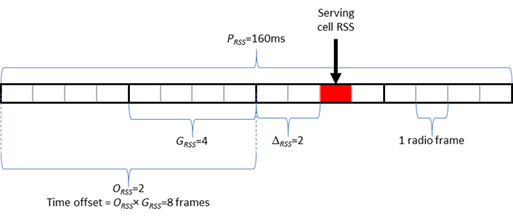 Serving
cell RSS
P_RSS=160ms
G_RSS=4
Δ_RSS=2
1 radio frame
O_RSS=2
Time offset = O_RSS× G_RSS=8 frames